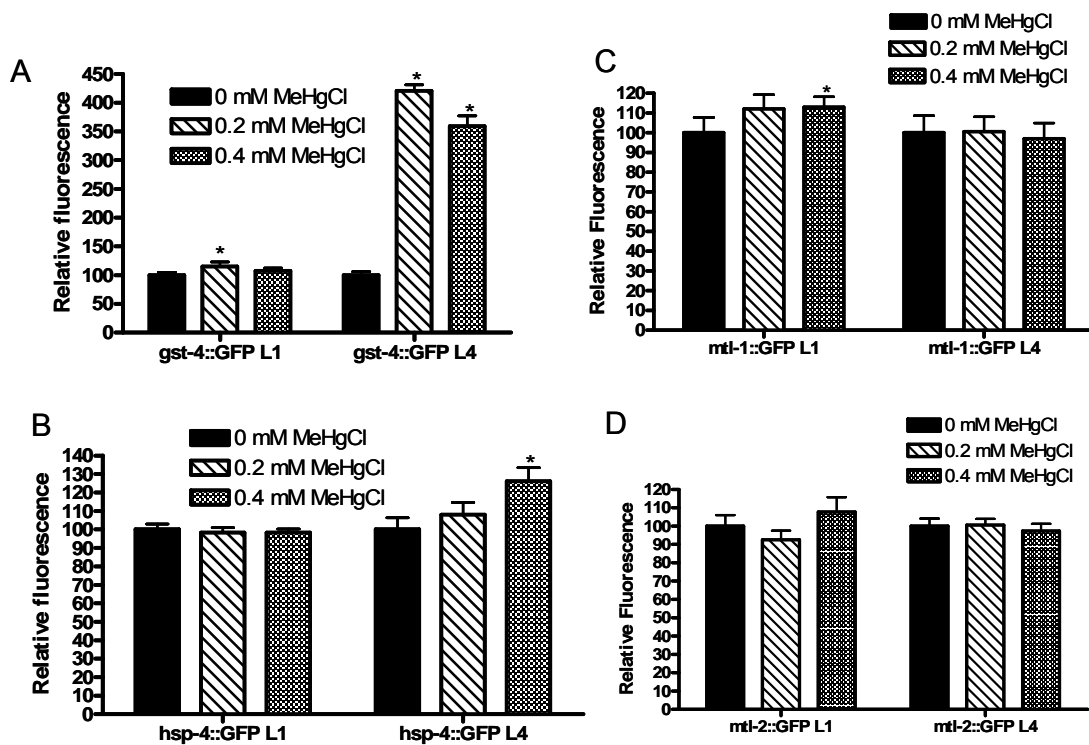 A
Relative fluorescence
450
400
350
300
250
200
150
100
50
0
0 mM MeHgCl
0.2 mM MeHgCl
0.4 mM MeHgCl
*
*
*
gst-4::GFP L1
gst-4::GFP L4
C
Relative Fluorescence
120
110
100
90
80
70
60
50
40
30
20
10
0
0 mM MeHgCl
0.2 mM MeHgCl
0.4 mM MeHgCl
*
mtl-1::GFP L1
mtl-1::GFP L4
B
Relative fluorescence
140
130
120
110
100
90
80
70
60
50
40
30
20
10
0
0 mM MeHgCl
0.2 mM MeHgCl
0.4 mM MeHgCl
*
hsp-4::GFP L1
hsp-4::GFP L4
D
Relative Fluorescence
120
110
100
90
80
70
60
50
40
30
20
10
0
0 mM MeHgCl
0.2 mM MeHgCl
0.4 mM MeHgCl
mtl-2::GFP L1
mtl-2::GFP L4